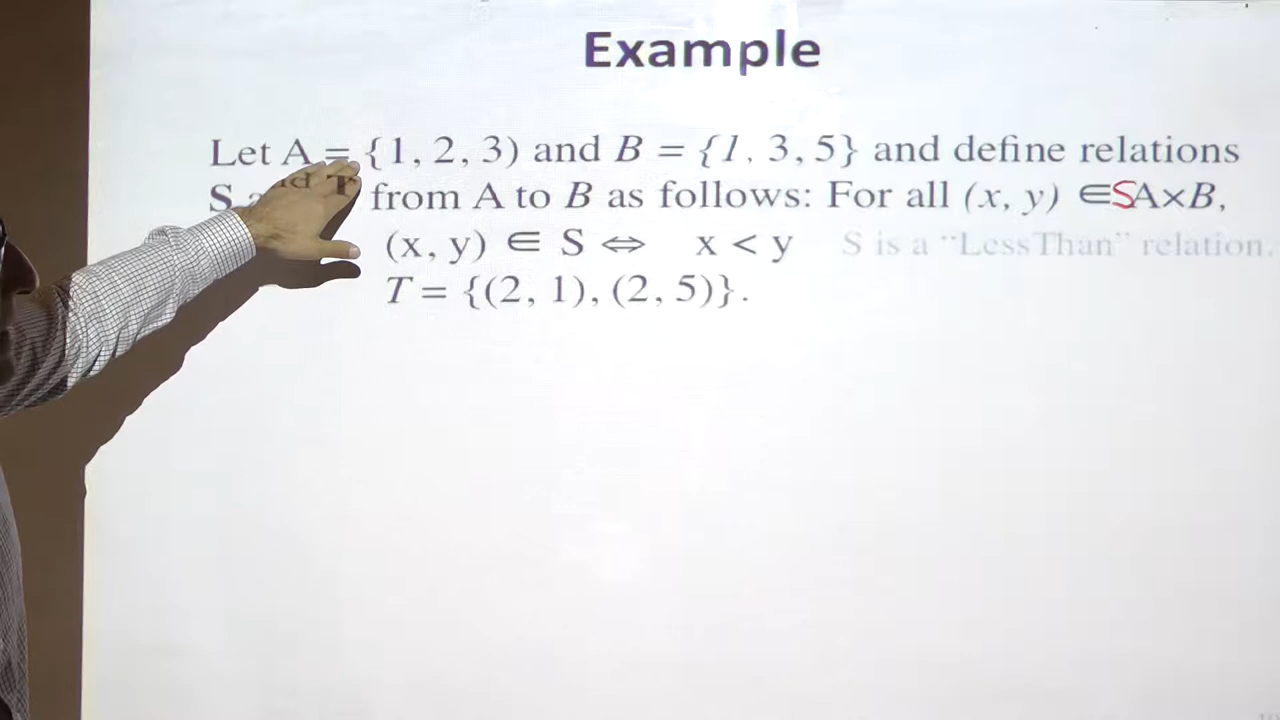 Example
Let A = {1, 2, 3) and B = {1, 3, 5} and define relations
S and T from A to B as follows: For all (x, y) ∈SA×B,
(x, y) ∈ S ⇔ x < y S is a “LessThan” relation.
T = {(2, 1), (2, 5)}.